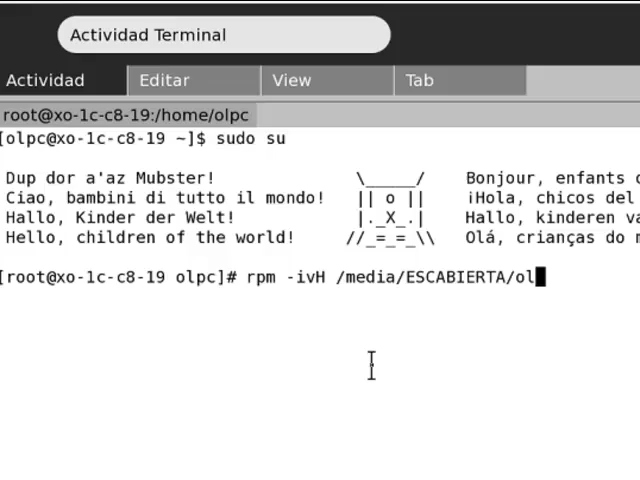 Actividad Terminal
Actividad Editar View Tab
root@xo-1c-c8-19:/home/olpc
[olpc@xo-1c-c8-19 ~]$ sudo su
Dup dor a'az Mubster! \_____/ Bonjour, enfants
Ciao, bambini di tutto il mondo! || o || ¡Hola, chicos del
Hallo, Kinder der Welt! |._X_.| Hallo, kinderen va
Hello, children of the world! //_=_=_\\ Olá, crianças do m
[root@xo-1c-c8-19 olpc]# rpm -ivH /media/ESCABIERTA/ol